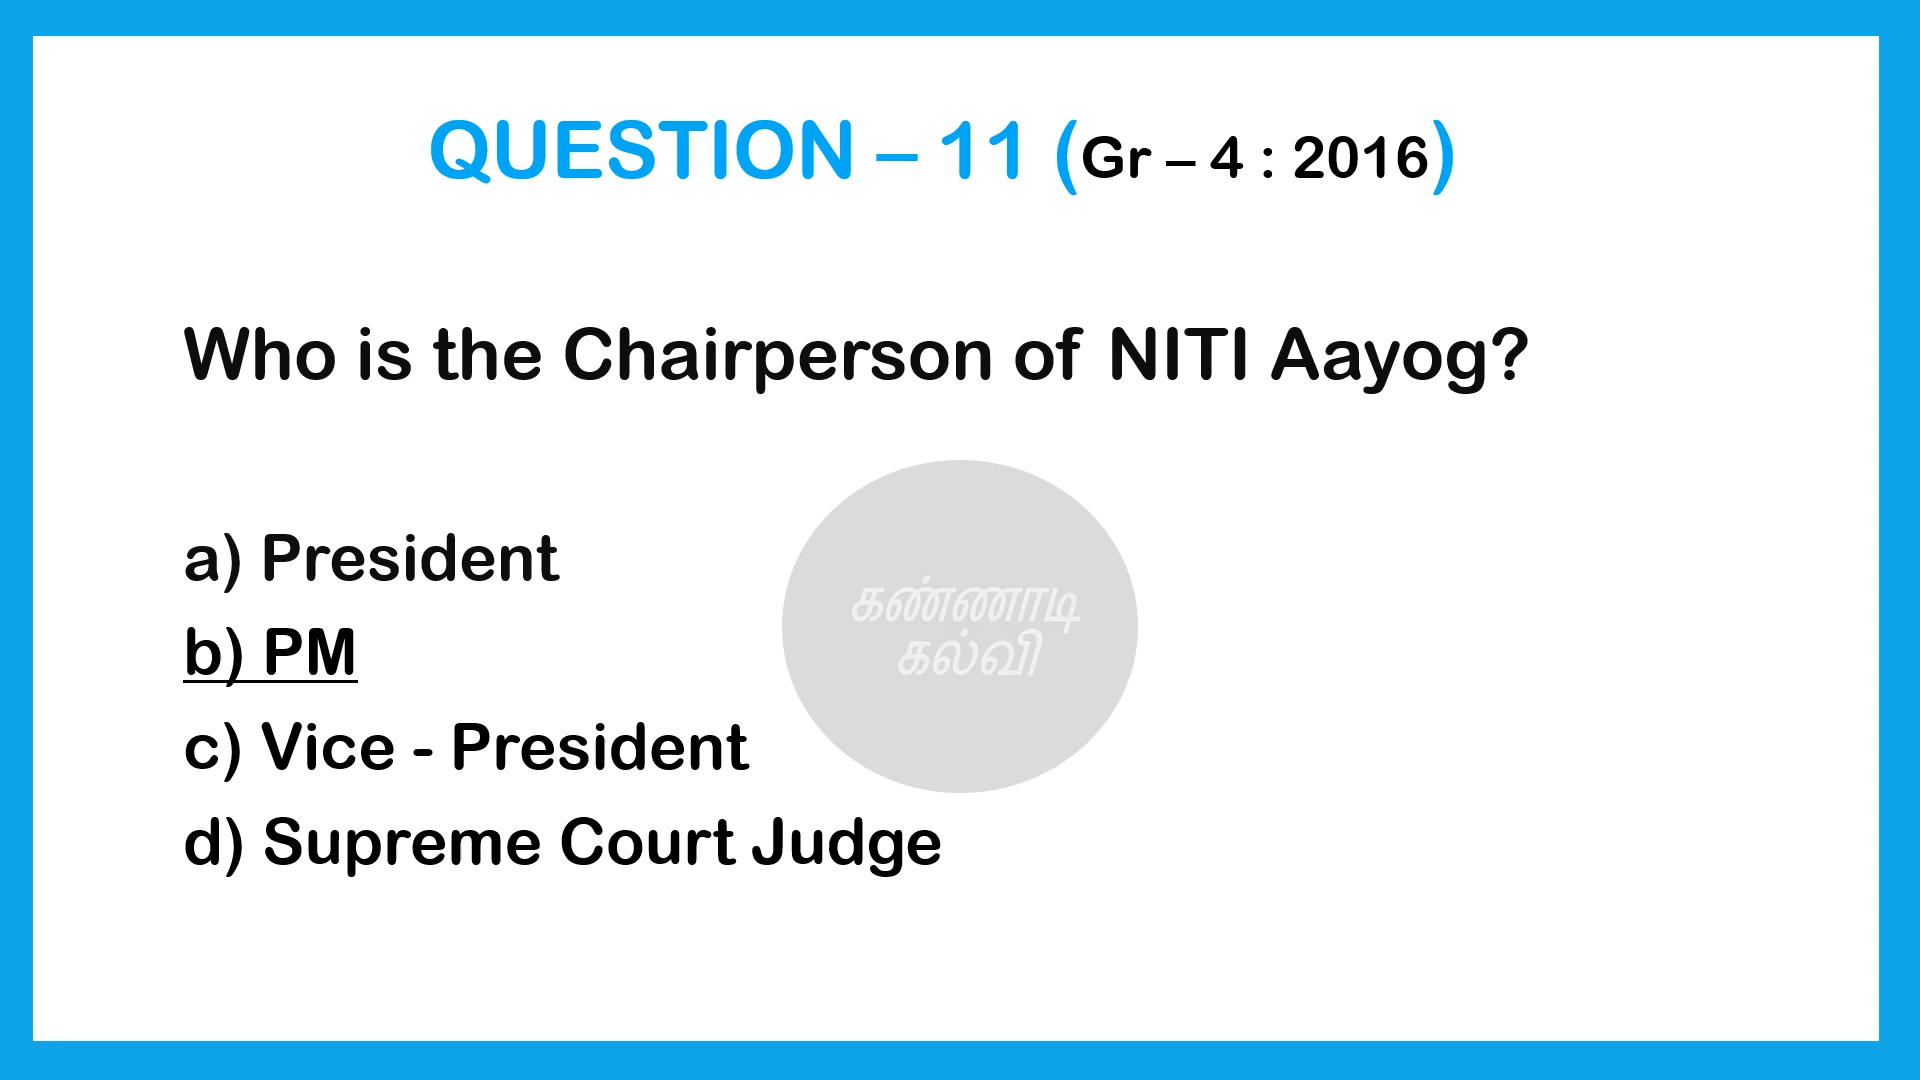 QUESTION – 11 (Gr – 4 : 2016)
Who is the Chairperson of NITI Aayog?
a) President
b) PM
c) Vice - President
d) Supreme Court Judge
கண்ணாடி
கல்வி